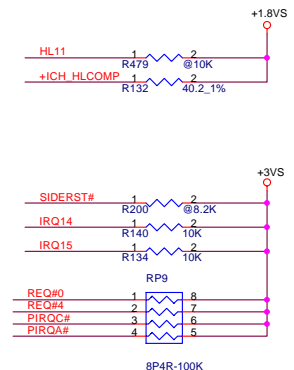 +1.8VS
HL11 1 2
R479 @10K
+ICH_HLCOMP 1 2
R132 40.2_1%
+3VS
SIDERST# 1 2
R200 @8.2K
IRQ14 1 2
R140 10K
IRQ15 1 2
R134 10K
RP9
REQ#0 1 8
REQ#4 2 7
PIRQC# 3 6
PIRQA# 4 5
8P4R-100K